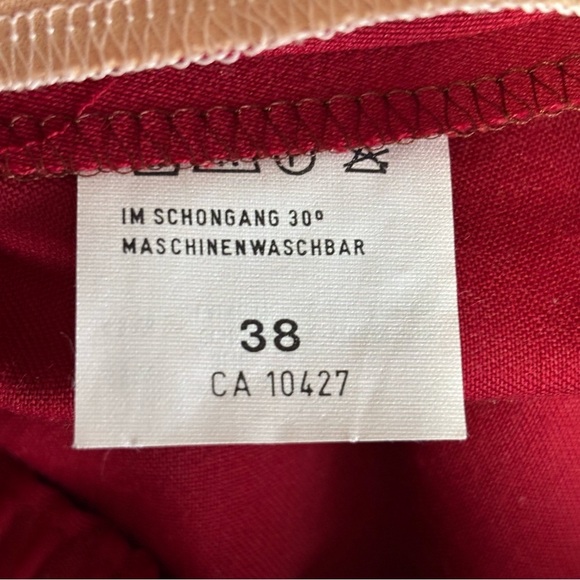 IM SCHONGANG 30°
MASCHINENWASCHBAR
38
CA 10427